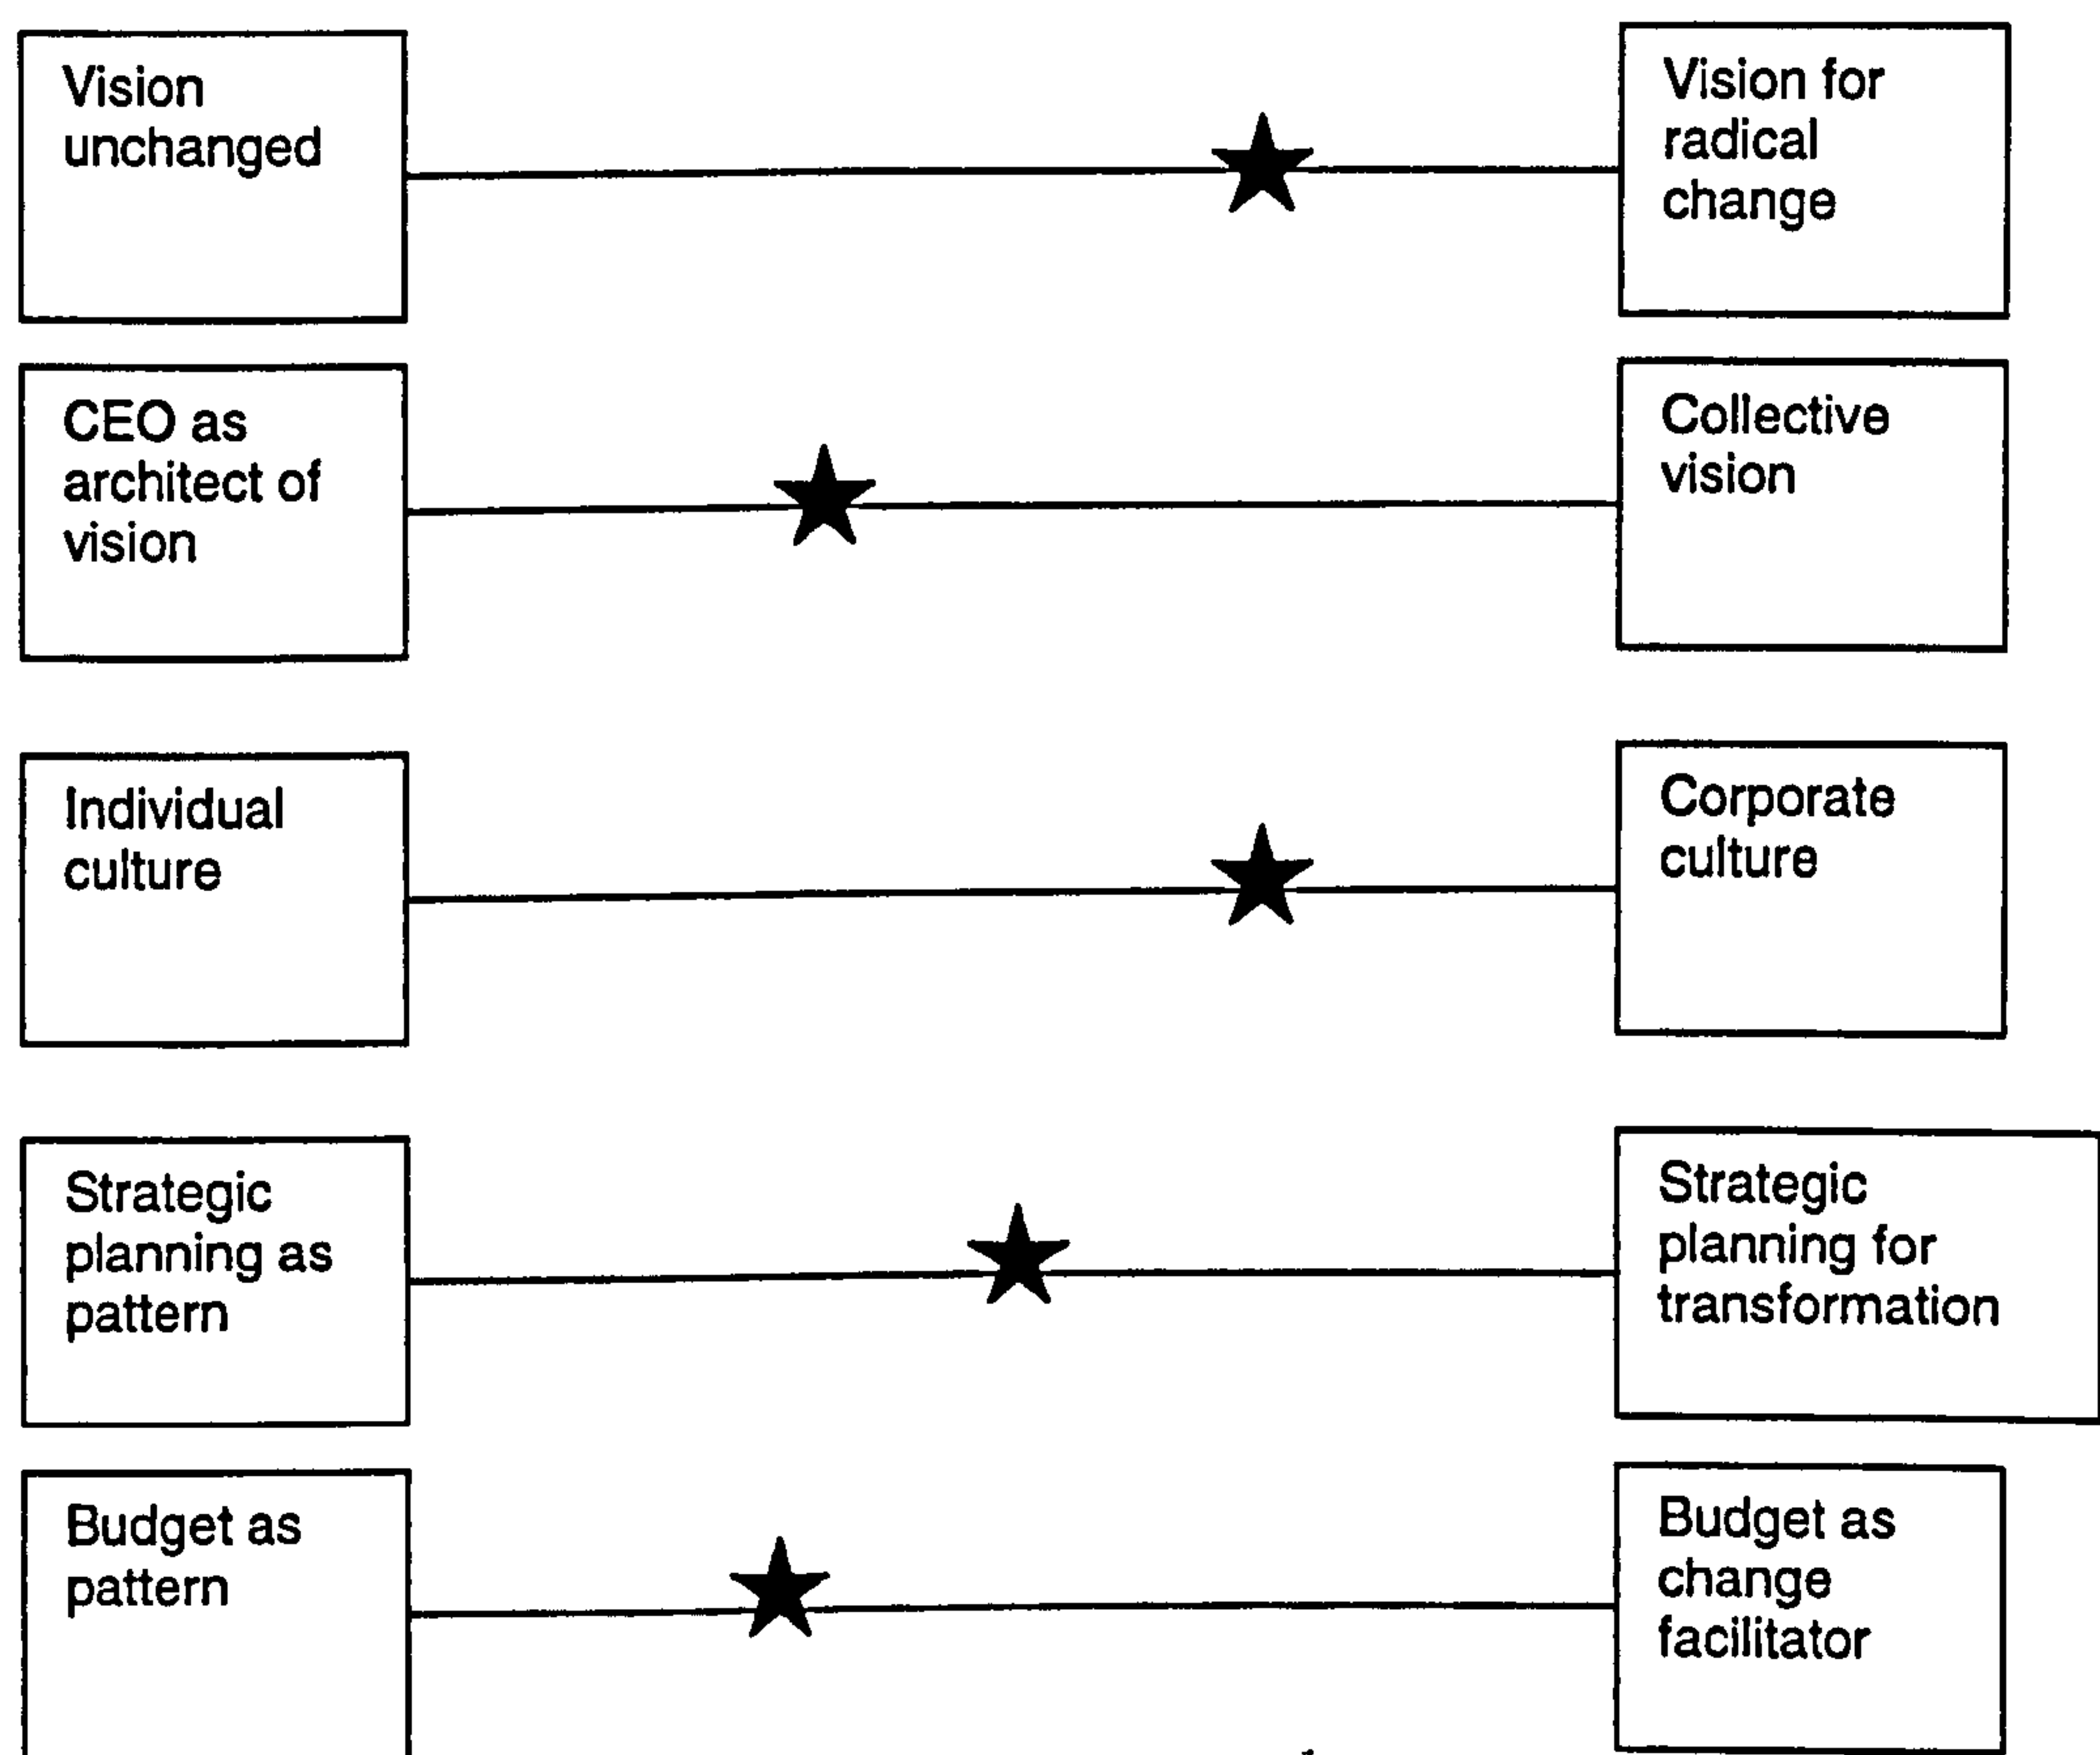 Vision
unchanged
Vision for
radical
change
CEO as
architect of
vision
Collective
vision
Individual
culture
Corporate
culture
Strategic
planning as
pattern
Strategic
planning for
transformation
Budget as
pattern
Budget as
change
facilitator